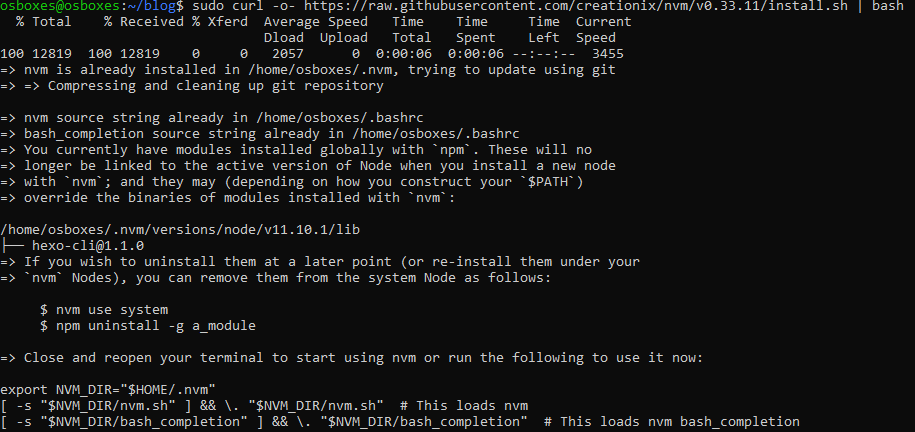 osboxes@osboxes:~/blog$ sudo curl -o- https://raw.githubusercontent.com/creationix/nvm/v0.33.11/install.sh | bash
  % Total    % Received % Xferd  Average Speed   Time    Time     Time  Current
                                 Dload  Upload   Total   Spent    Left  Speed
100 12819  100 12819    0     0   2057      0  0:00:06  0:00:06 --:--:--  3455
=> nvm is already installed in /home/osboxes/.nvm, trying to update using git
=> => Compressing and cleaning up git repository

=> nvm source string already in /home/osboxes/.bashrc
=> bash_completion source string already in /home/osboxes/.bashrc
=> You currently have modules installed globally with `npm`. These will no
=> longer be linked to the active version of Node when you install a new node
=> with `nvm`; and they may (depending on how you construct your `$PATH`)
=> override the binaries of modules installed with `nvm`:

/home/osboxes/.nvm/versions/node/v11.10.1/lib
├── hexo-cli@1.1.0
=> If you wish to uninstall them at a later point (or re-install them under your
=> `nvm` Nodes), you can remove them from the system Node as follows:

     $ nvm use system
     $ npm uninstall -g a_module

=> Close and reopen your terminal to start using nvm or run the following to use it now:

export NVM_DIR="$HOME/.nvm"
[ -s "$NVM_DIR/nvm.sh" ] && \. "$NVM_DIR/nvm.sh"  # This loads nvm
[ -s "$NVM_DIR/bash_completion" ] && \. "$NVM_DIR/bash_completion"  # This loads nvm bash_completion